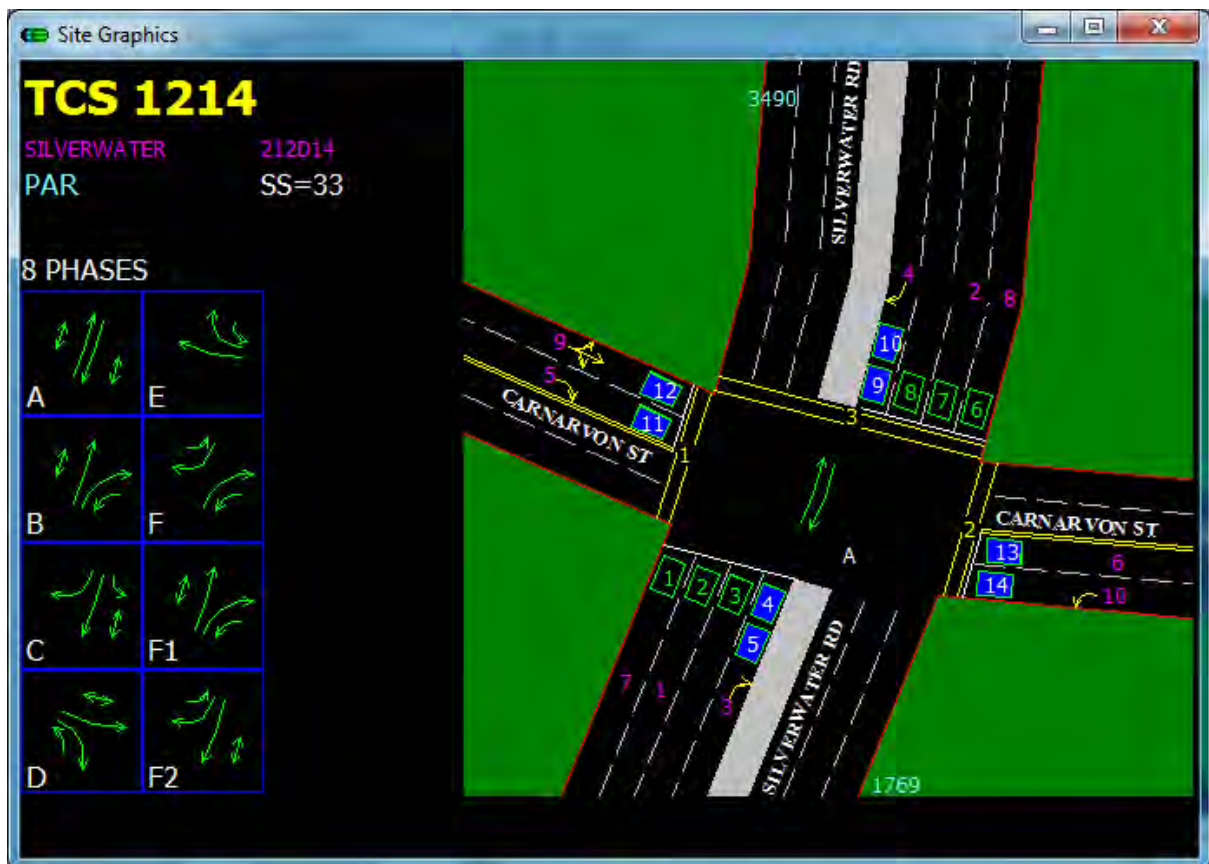 Site Graphics
TCS 1214
SILVERWATER 212D14
PAR SS=33
8 PHASES
A E
B F
C F1
D F2
3490
SILVERWATER RD
4
2 8
9
10
5
12
9 8 7 6
11
3
CARNARVON ST
1
2
CARNARVON ST
A
13
6
1 2 3 4
14
10
5
7 1
3
SILVERWATER RD
1769